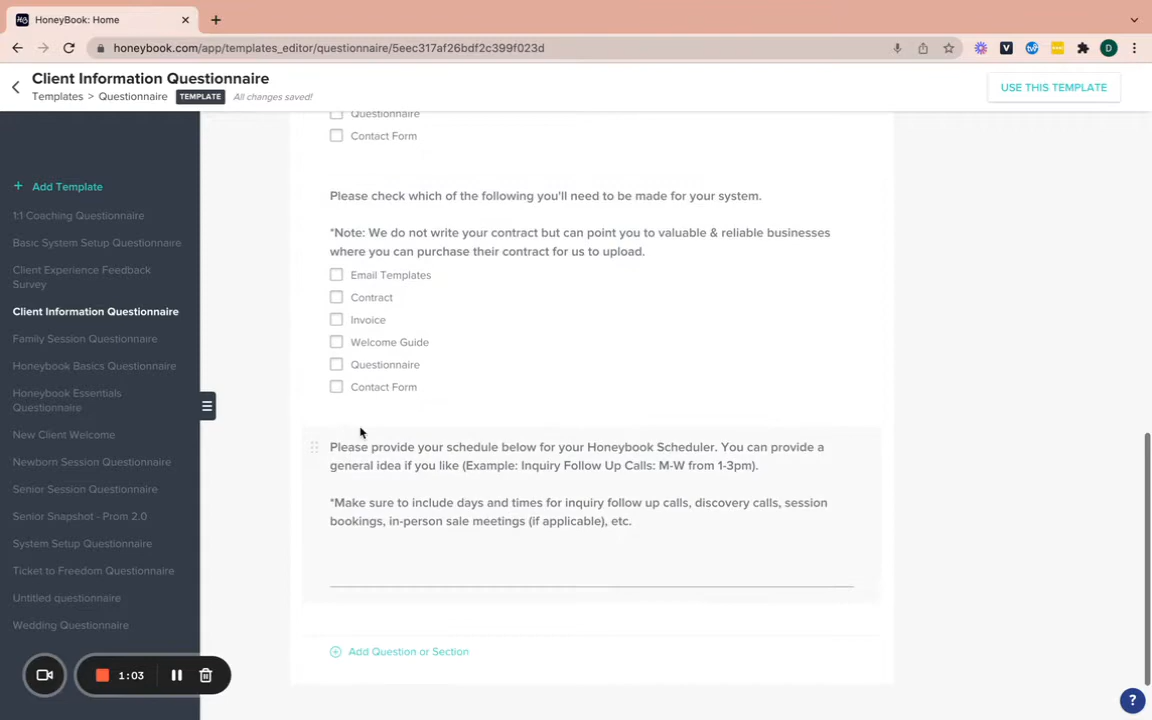 HoneyBook: Home
honeybook.com/app/templates_editor/questionnaire/5eec317af26bdf2c399f023d
Client Information Questionnaire
Templates > Questionnaire TEMPLATE All changes saved!
USE THIS TEMPLATE
+ Add Template
1:1 Coaching Questionnaire
Basic System Setup Questionnaire
Client Experience Feedback
Survey
Client Information Questionnaire
Family Session Questionnaire
Honeybook Basics Questionnaire
Honeybook Essentials
Questionnaire
New Client Welcome
Newborn Session Questionnaire
Senior Session Questionnaire
Senior Snapshot - Prom 2.0
System Setup Questionnaire
Ticket to Freedom Questionnaire
Untitled questionnaire
Wedding Questionnaire
1:03
Questionnaire
Contact Form
Please check which of the following you'll need to be made for your system.
*Note: We do not write your contract but can point you to valuable & reliable businesses
where you can purchase their contract for us to upload.
Email Templates
Contract
Invoice
Welcome Guide
Questionnaire
Contact Form
Please provide your schedule below for your Honeybook Scheduler. You can provide a
general idea if you like (Example: Inquiry Follow Up Calls: M-W from 1-3pm).
*Make sure to include days and times for inquiry follow up calls, discovery calls, session
bookings, in-person sale meetings (if applicable), etc.
Add Question or Section
?